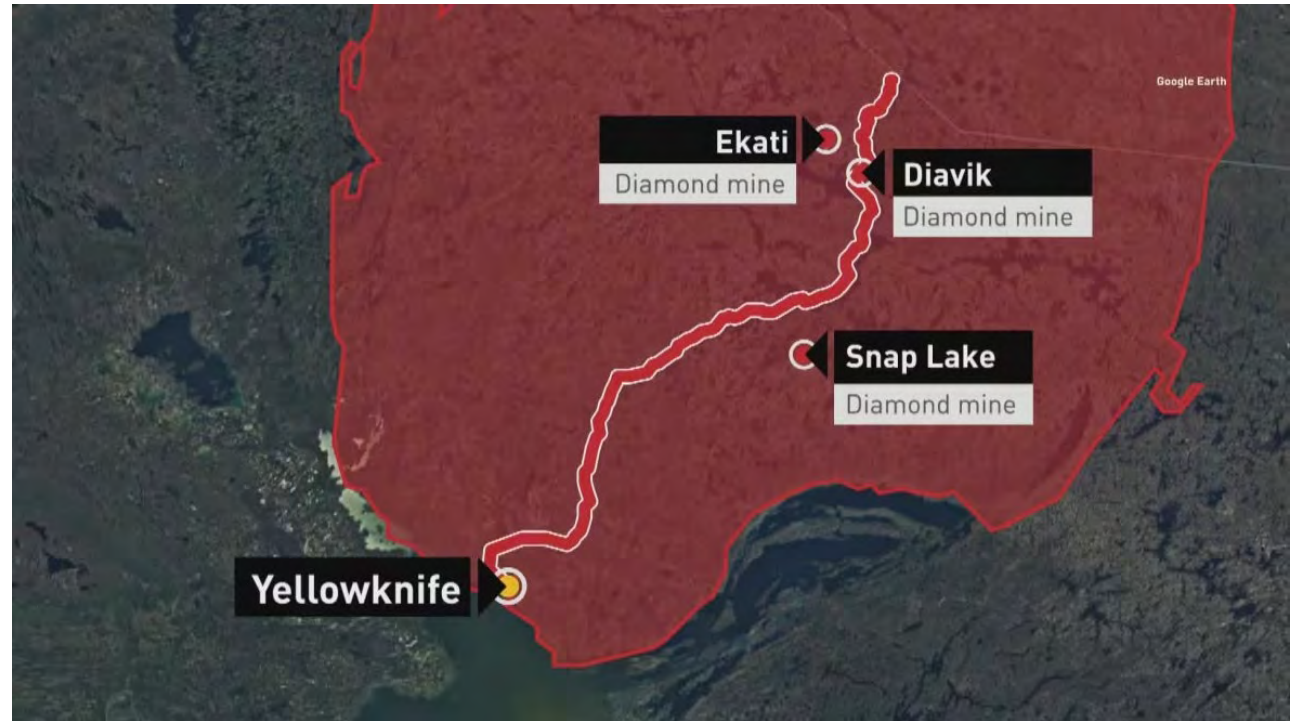 Google Earth
Ekati
Diamond mine
Diavik
Diamond mine
Snap Lake
Diamond mine
Yellowknife